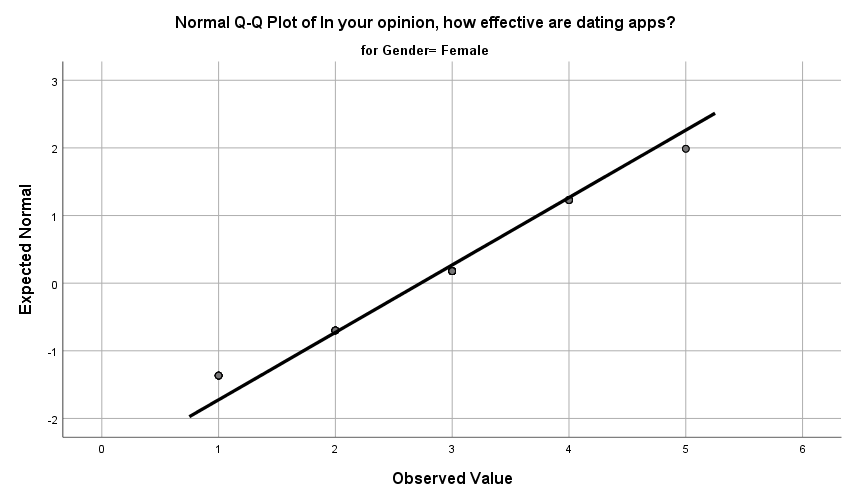 Normal Q-Q Plot of In your opinion, how effective are dating apps?
for Gender= Female
3
2
1
0
-1
-2
Expected Normal
0 1 2 3 4 5 6
Observed Value